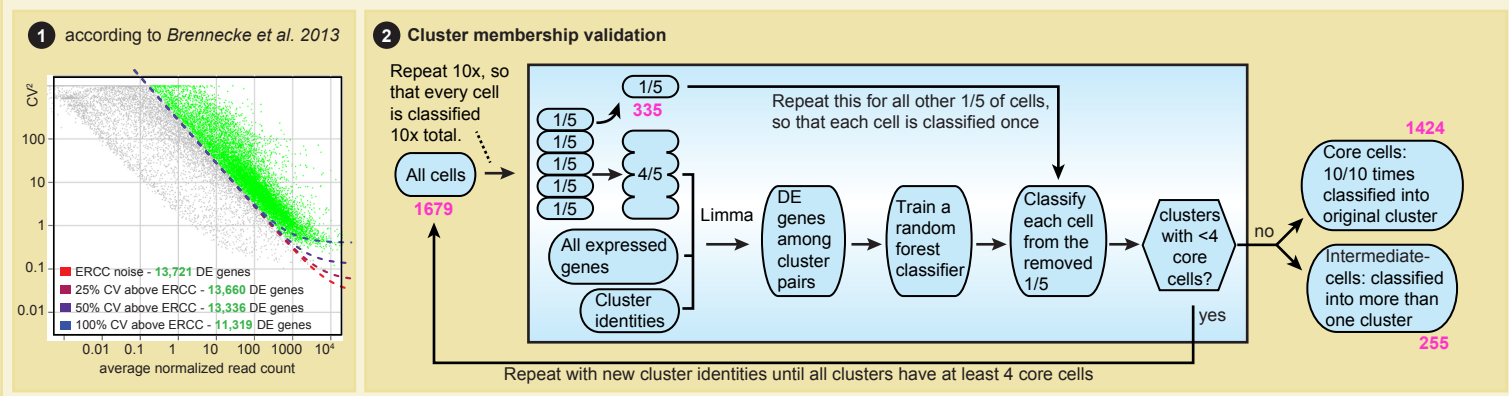 1 according to Brennecke et al. 2013
CV²
100
10
1
0.1
0.01
ERCC noise - 13,721 DE genes
25% CV above ERCC - 13,660 DE genes
50% CV above ERCC - 13,336 DE genes
100% CV above ERCC - 11,319 DE genes
0.01 0.1 1 10 100 1000 10⁴
average normalized read count
2 Cluster membership validation
Repeat 10x, so
that every cell
is classified
10x total.
All cells
1679
1/5
335
1/5
1/5
1/5
1/5
1/5
4/5
Repeat this for all other 1/5 of cells,
so that each cell is classified once
All expressed
genes
Cluster
identities
Limma
DE
genes
among
cluster
pairs
Train a
random
forest
classifier
Classify
each cell
from the
removed
1/5
clusters
with <4
core
cells?
no
yes
1424
Core cells:
10/10 times
classified into
original cluster
Intermediate-
cells: classified
into more than
one cluster
255
Repeat with new cluster identities until all clusters have at least 4 core cells